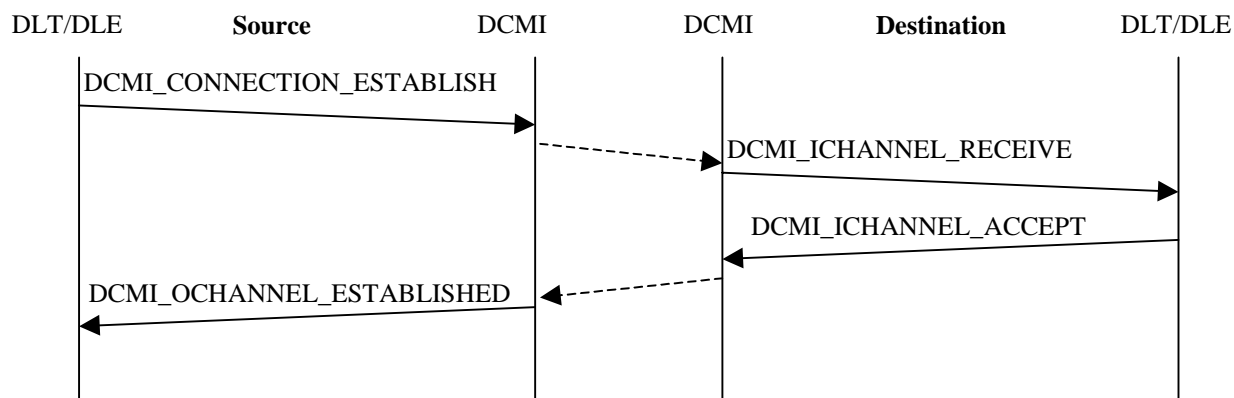 DLT/DLE Source DCMI DCMI Destination DLT/DLE
DCMI_CONNECTION_ESTABLISH
DCMI_ICHANNEL_RECEIVE
DCMI_ICHANNEL_ACCEPT
DCMI_OCHANNEL_ESTABLISHED